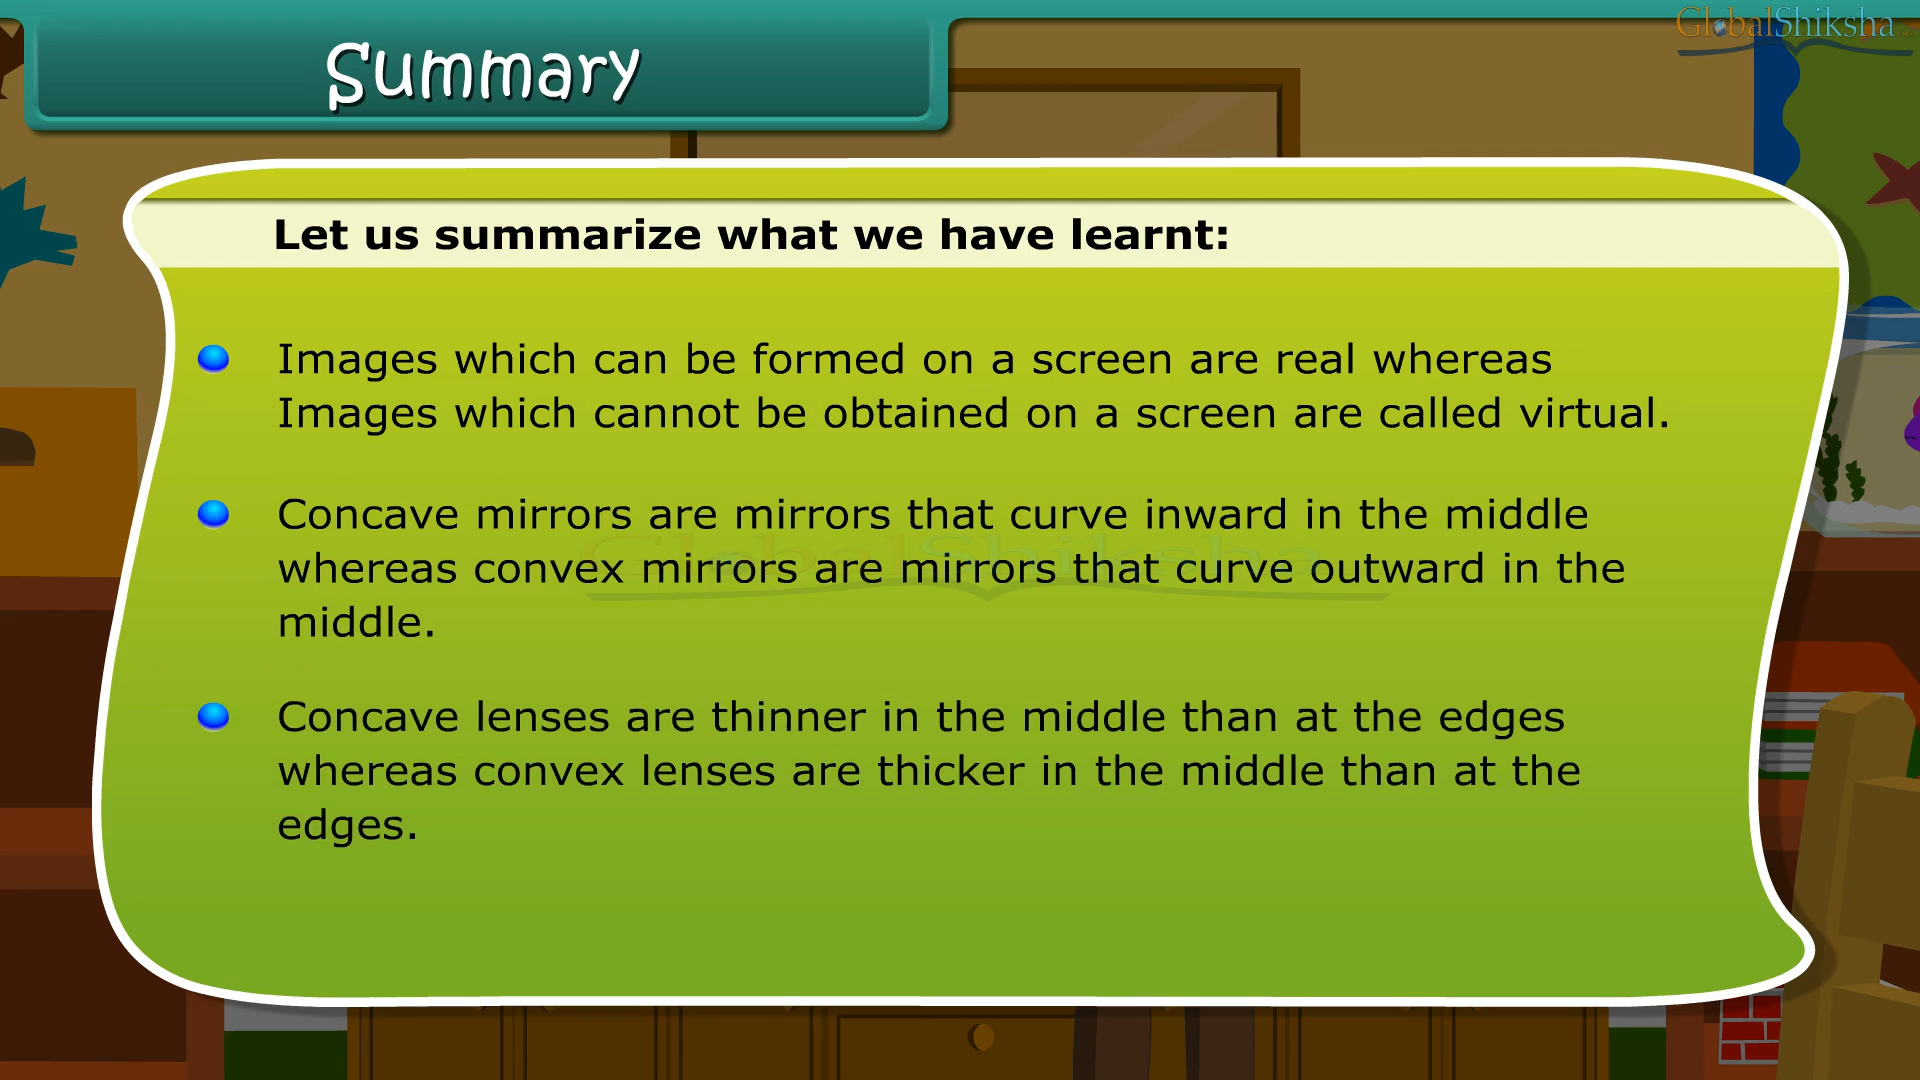 Summary
GlobalShiksha
Let us summarize what we have learnt:
Images which can be formed on a screen are real whereas
Images which cannot be obtained on a screen are called virtual.
Concave mirrors are mirrors that curve inward in the middle
whereas convex mirrors are mirrors that curve outward in the
middle.
GlobalShiksha
Concave lenses are thinner in the middle than at the edges
whereas convex lenses are thicker in the middle than at the
edges.